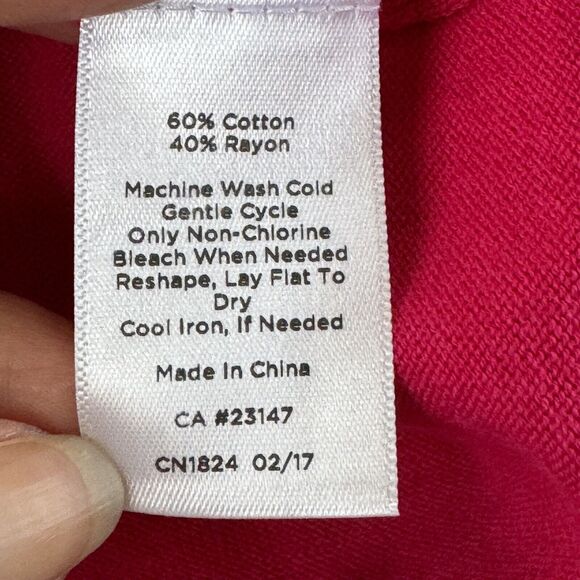 60% Cotton
40% Rayon
Machine Wash Cold
Gentle Cycle
Only Non-Chlorine
Bleach When Needed
Reshape, Lay Flat To
Dry
Cool Iron, If Needed
Made In China
CA #23147
CN1824 02/17